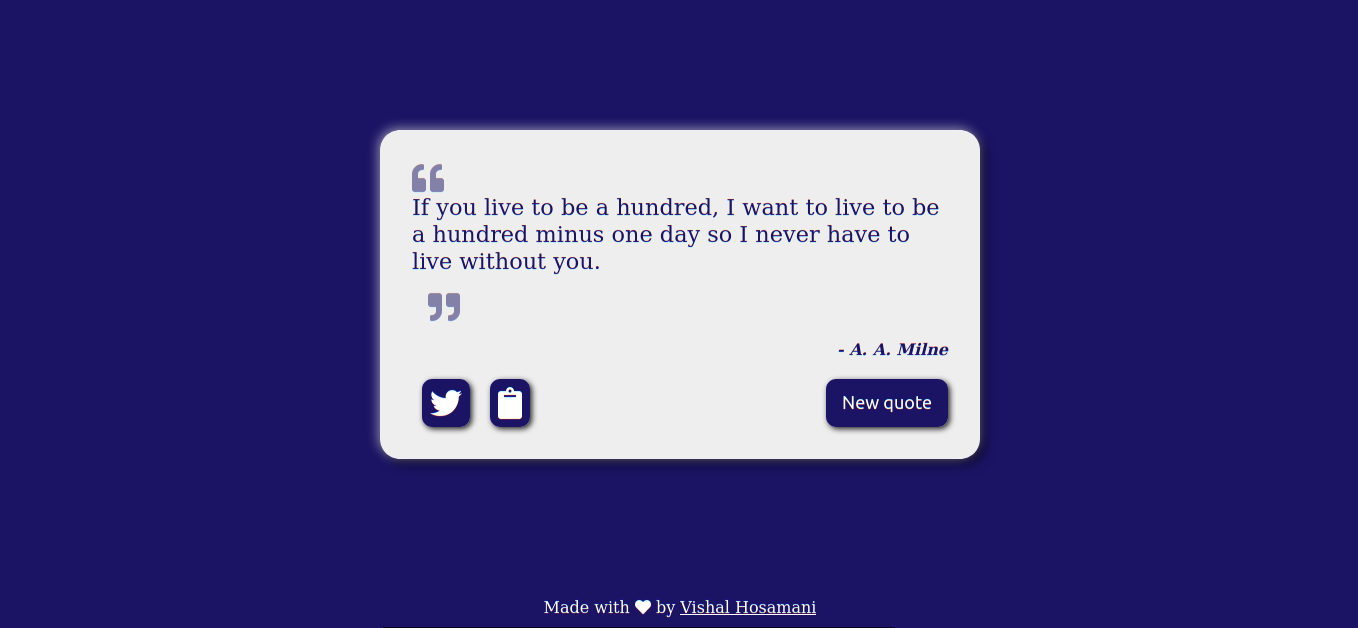 If you live to be a hundred, I want to live to be
a hundred minus one day so I never have to
live without you.
- A. A. Milne
New quote
Made with ♥ by Vishal Hosamani